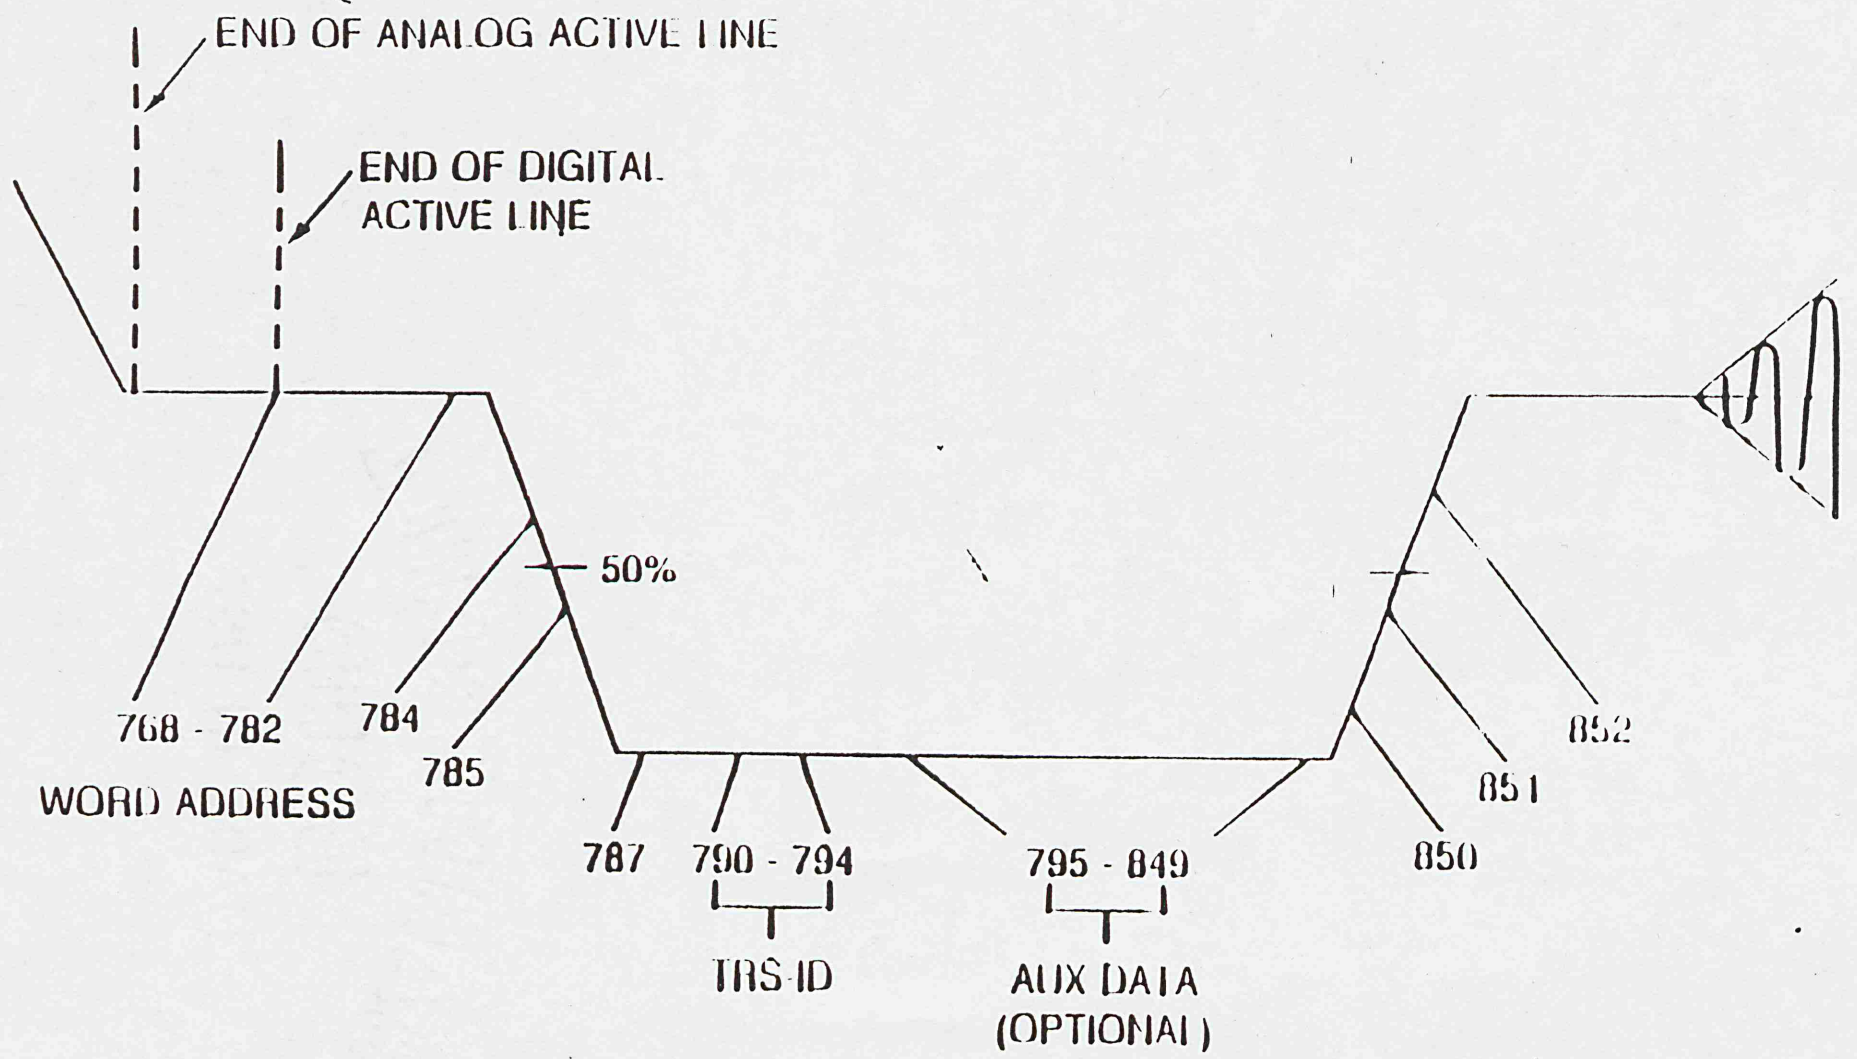 END OF ANALOG ACTIVE LINE
END OF DIGITAL
ACTIVE LINE
50%
768 - 782
784
785
WORD ADDRESS
787
790 - 794
795 - 849
850
851
852
TRS-ID
AUX DATA
(OPTIONAL)